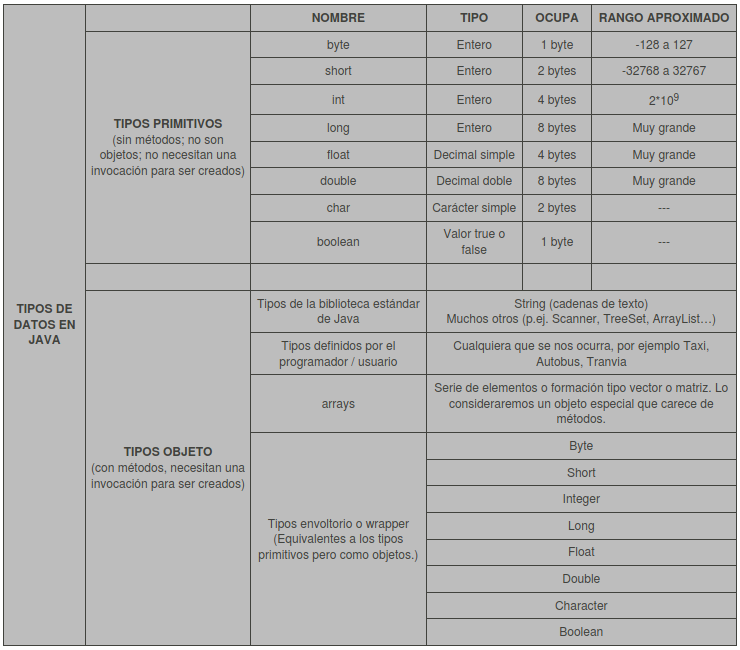 NOMBRE TIPO OCUPA RANGO APROXIMADO
TIPOS DE
DATOS EN
JAVA
TIPOS PRIMITIVOS
(sin métodos; no son
objetos; no necesitan una
invocación para ser creados)
byte Entero 1 byte -128 a 127
short Entero 2 bytes -32768 a 32767
int Entero 4 bytes 2*10⁹
long Entero 8 bytes Muy grande
float Decimal simple 4 bytes Muy grande
double Decimal doble 8 bytes Muy grande
char Carácter simple 2 bytes ---
boolean Valor true o
false 1 byte ---
TIPOS OBJETO
(con métodos, necesitan una
invocación para ser creados)
Tipos de la biblioteca estándar
de Java
String (cadenas de texto)
Muchos otros (p.ej. Scanner, TreeSet, ArrayList…)
Tipos definidos por el
programador / usuario
Cualquiera que se nos ocurra, por ejemplo Taxi,
Autobus, Tranvia
arrays
Serie de elementos o formación tipo vector o matriz. Lo
consideraremos un objeto especial que carece de
métodos.
Tipos envoltorio o wrapper
(Equivalentes a los tipos
primitivos pero como objetos.)
Byte
Short
Integer
Long
Float
Double
Character
Boolean